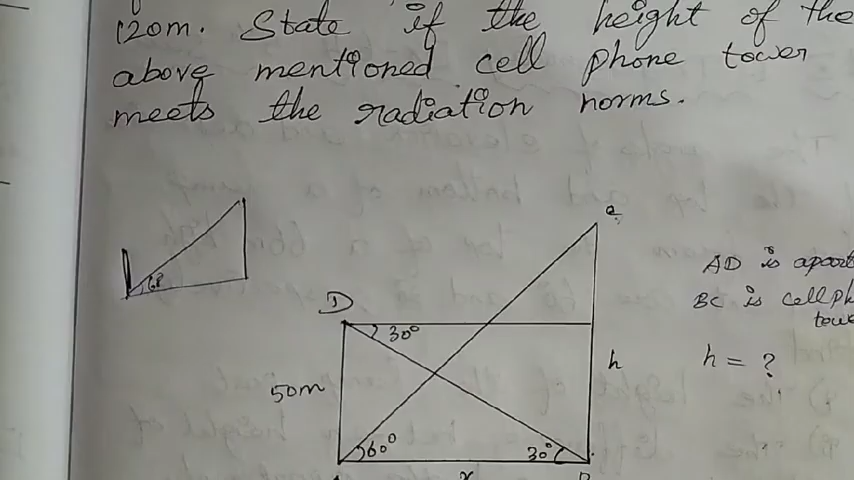 120m. State if the height of the
above mentioned cell phone tower
meets the radiation norms.
60°
C
AD is apart
D
BC is cellph
towe
30°
50m
h
h = ?
60°
30°
x
B